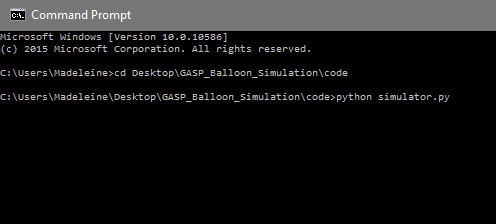 Command Prompt
Microsoft Windows [Version 10.0.10586]
(c) 2015 Microsoft Corporation. All rights reserved.
C:\Users\Madeleine>cd Desktop\GASP_Balloon_Simulation\code
C:\Users\Madeleine\Desktop\GASP_Balloon_Simulation\code>python simulator.py